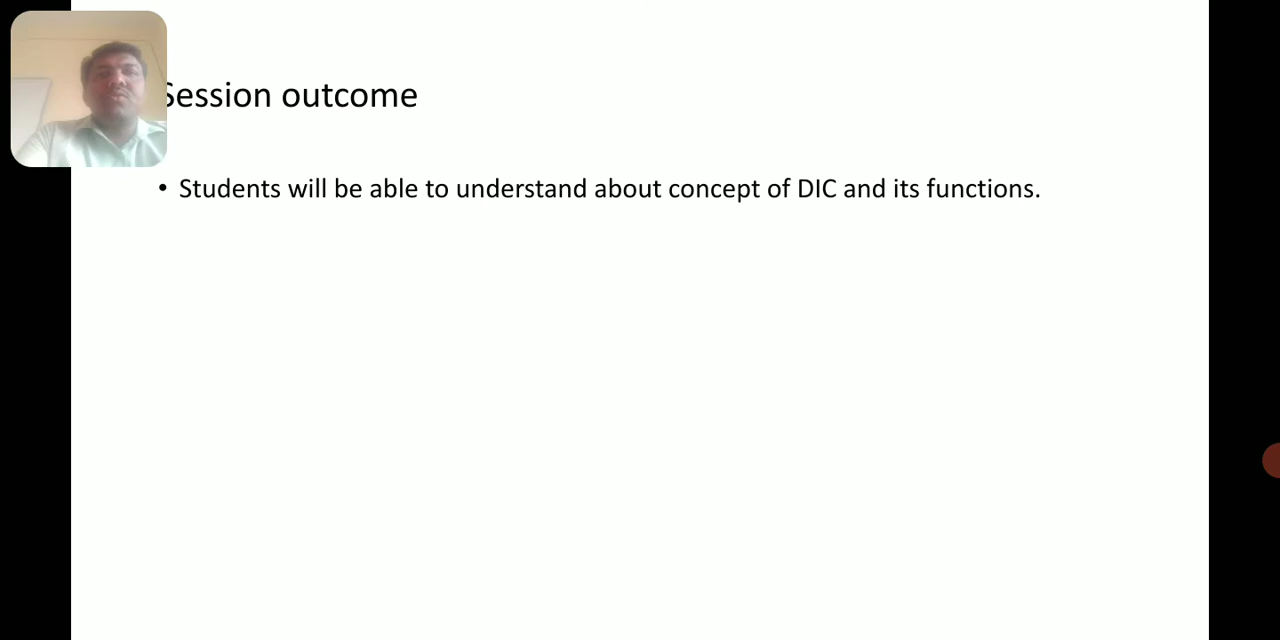 Session outcome
• Students will be able to understand about concept of DIC and its functions.